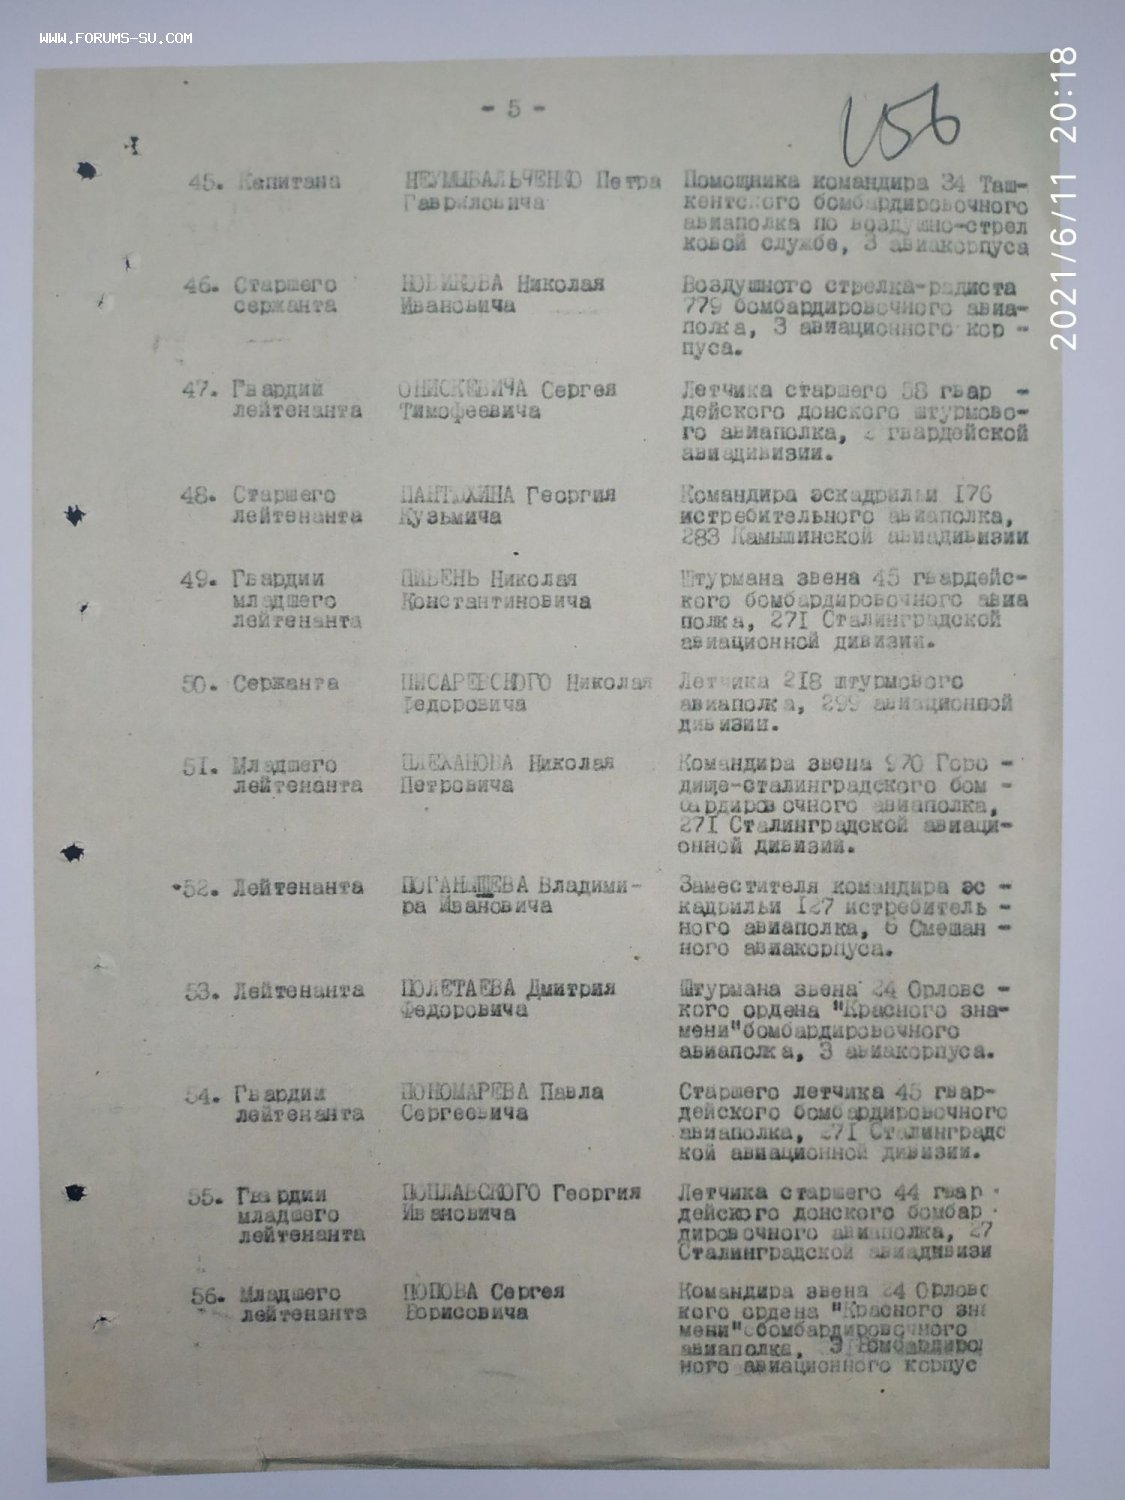 WWW.FORUMS-SU.COM
2021/6/11 20:18
- 5 -
156
45. Капитана НЕУМЫВАЛЬЧЕНКО Петра Помощника командира 34 Таш-
Гавриловича кентского бомбардировочного
авиаполка по воздушно-стрел
ковой службе, 3 авиакорпуса
46. Старшего НОВИКОВА Николая Воздушного стрелка-радиста
сержанта Ивановича 779 бомбардировочного авиа-
полка, 3 авиационного кор -
пуса.
47. Гвардии ОНИСКЕВИЧА Сергея Летчика старшего 58 гвар -
лейтенанта Тимофеевича дейского донского штурмово-
го авиаполка, 2 гвардейской
авиадивизии.
48. Старшего ПАНТЮХИНА Георгия Командира эскадрильи 176
лейтенанта Кузьмича истребительного авиаполка,
283 Камышинской авиадивизии
49. Гвардии ПИВЕНЬ Николая Штурмана звена 45 гвардейс-
младшего Константиновича кого бомбардировочного авиа
лейтенанта полка, 271 Сталинградской
авиационной дивизии.
50. Сержанта ПИСАРЕВСКОГО Николая Летчика 218 штурмового
Федоровича авиаполка, 299 авиационной
дивизии.
51. Младшего ПЛЕХАНОВА Николая Командира звена 970 Горо -
лейтенанта Петровича дище-сталинградского бом -
бардировочного авиаполка,
271 Сталинградской авиаци-
онной дивизии.
52. Лейтенанта ПОГАНЫШЕВА Владими- Заместителя командира эс -
ра Ивановича кадрильи 127 истребитель -
ного авиаполка, 6 Смешан -
ного авиакорпуса.
53. Лейтенанта ПОЛЕТАЕВА Дмитрия Штурмана звена 24 Орловс -
Федоровича кого ордена "Красного зна-
мени"бомбардировочного
авиаполка, 3 авиакорпуса.
54. Гвардии ПОНОМАРЕВА Павла Старшего летчика 45 гвар-
лейтенанта Сергеевича дейского бомбардировочного
авиаполка, 271 Сталинградс
кой авиационной дивизии.
55. Гвардии ПОПЛАВСКОГО Георгия Летчика старшего 44 гвар -
младшего Ивановича дейского донского бомбар -
лейтенанта дировочного авиаполка, 27
Сталинградской авиадивизи
56. Младшего ПОПОВА Сергея Командира звена 24 Орловс
лейтенанта Борисовича кого ордена "Красного зна
мени" бомбардировочного
авиаполка, 3 бомбардиро
ного авиационного корпус